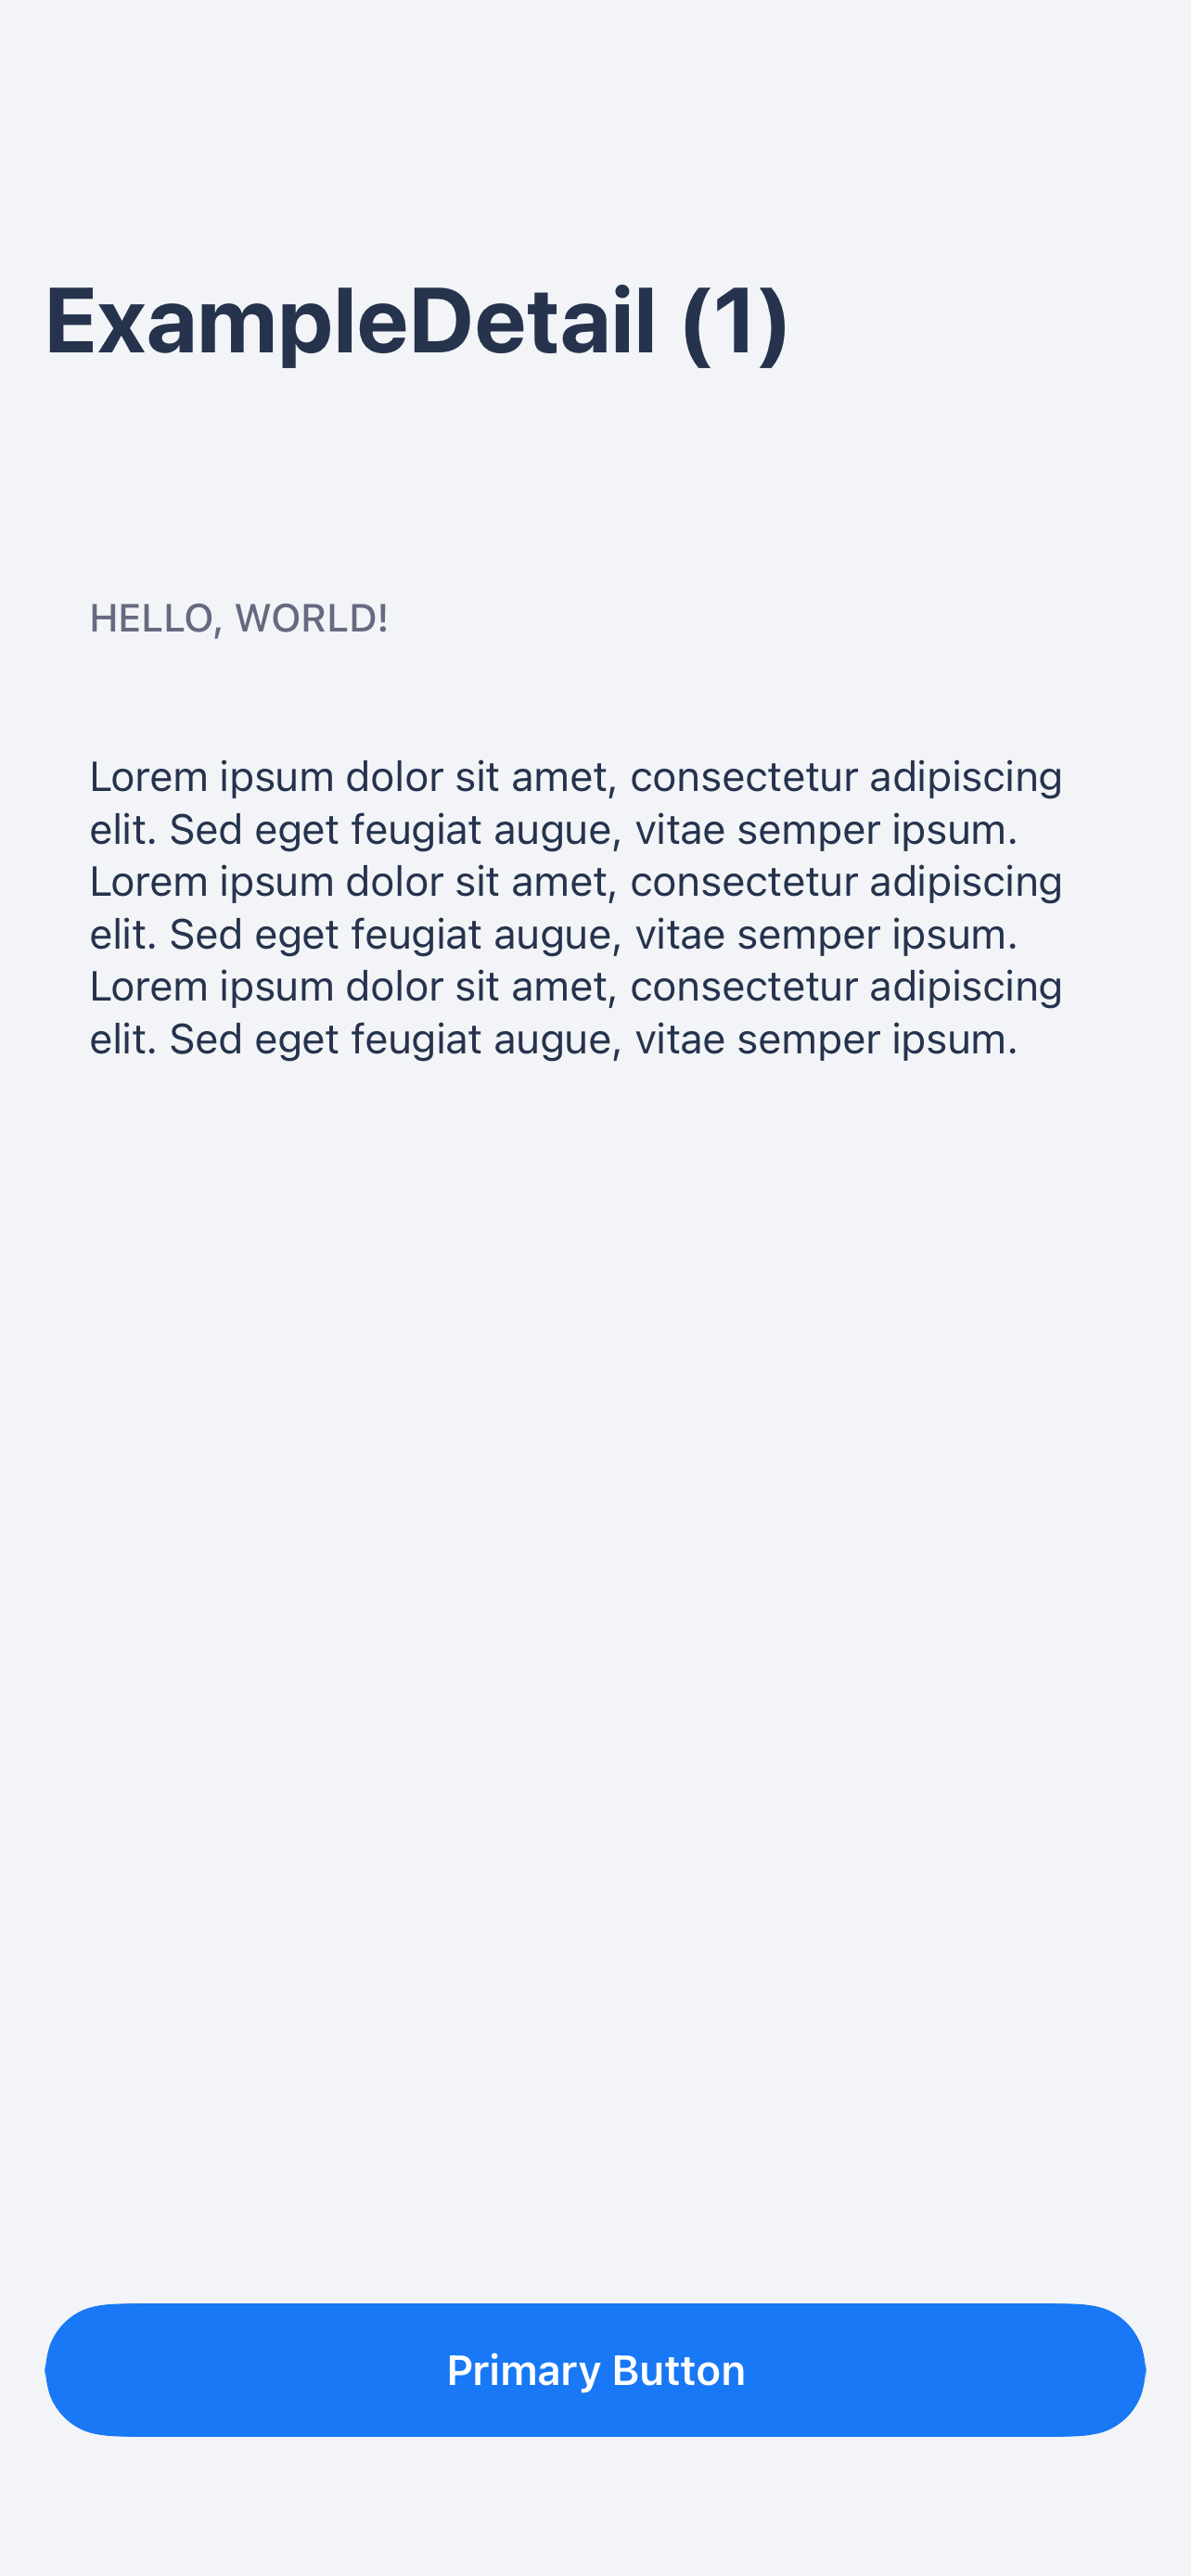 ExampleDetail (1)
HELLO, WORLD!
Lorem ipsum dolor sit amet, consectetur adipiscing
elit. Sed eget feugiat augue, vitae semper ipsum.
Lorem ipsum dolor sit amet, consectetur adipiscing
elit. Sed eget feugiat augue, vitae semper ipsum.
Lorem ipsum dolor sit amet, consectetur adipiscing
elit. Sed eget feugiat augue, vitae semper ipsum.
Primary Button